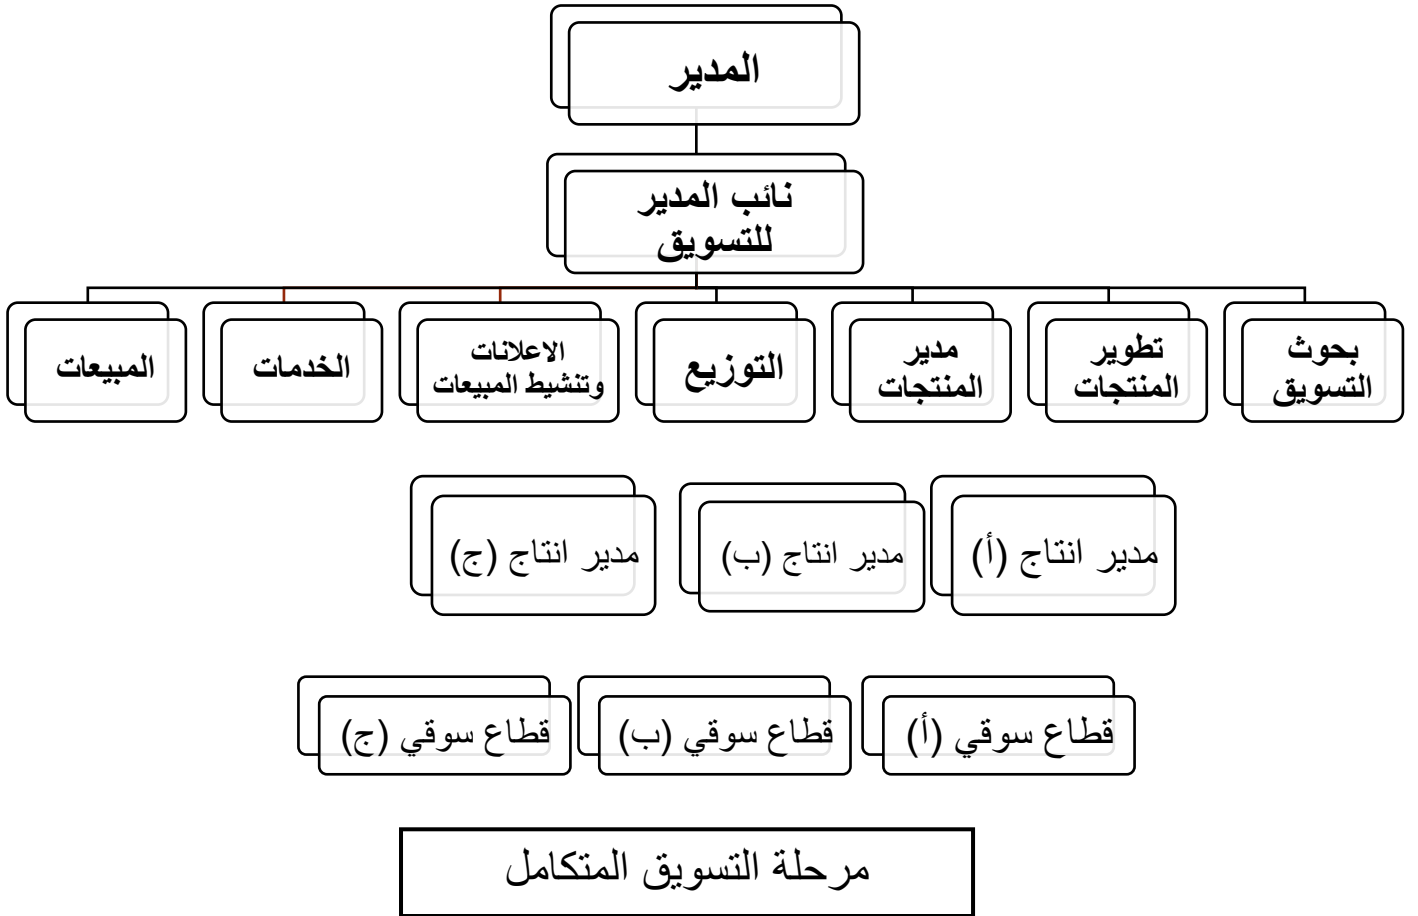 المدير
نائب المدير
للتسويق
بحوث
التسويق
تطوير
المنتجات
مدير
المنتجات
التوزيع
الاعلانات
وتنشيط المبيعات
الخدمات
المبيعات
مدير انتاج (أ)
مدير انتاج (ب)
مدير انتاج (ج)
قطاع سوقي (أ)
قطاع سوقي (ب)
قطاع سوقي (ج)
مرحلة التسويق المتكامل